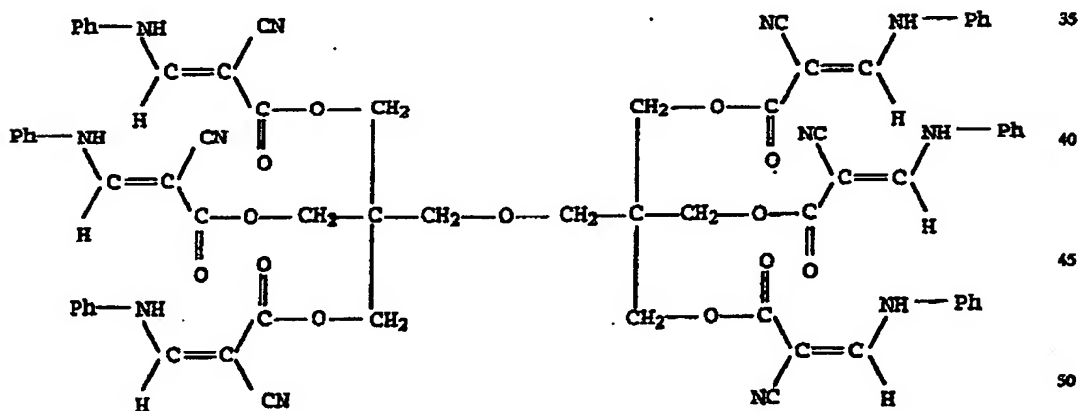 Ph—NH CN NC NH—Ph 35
C=C C=C
H C—O—CH₂ CH₂—O—C H
Ph—NH CN O O NC NH—Ph 40
C=C C=C
H C—O—CH₂—C—CH₂—O—CH₂—C—CH₂—O—C H
O O O O 45
Ph—NH C—O—CH₂ CH₂—O—C NH—Ph
C=C C=C
H CN NC H 50